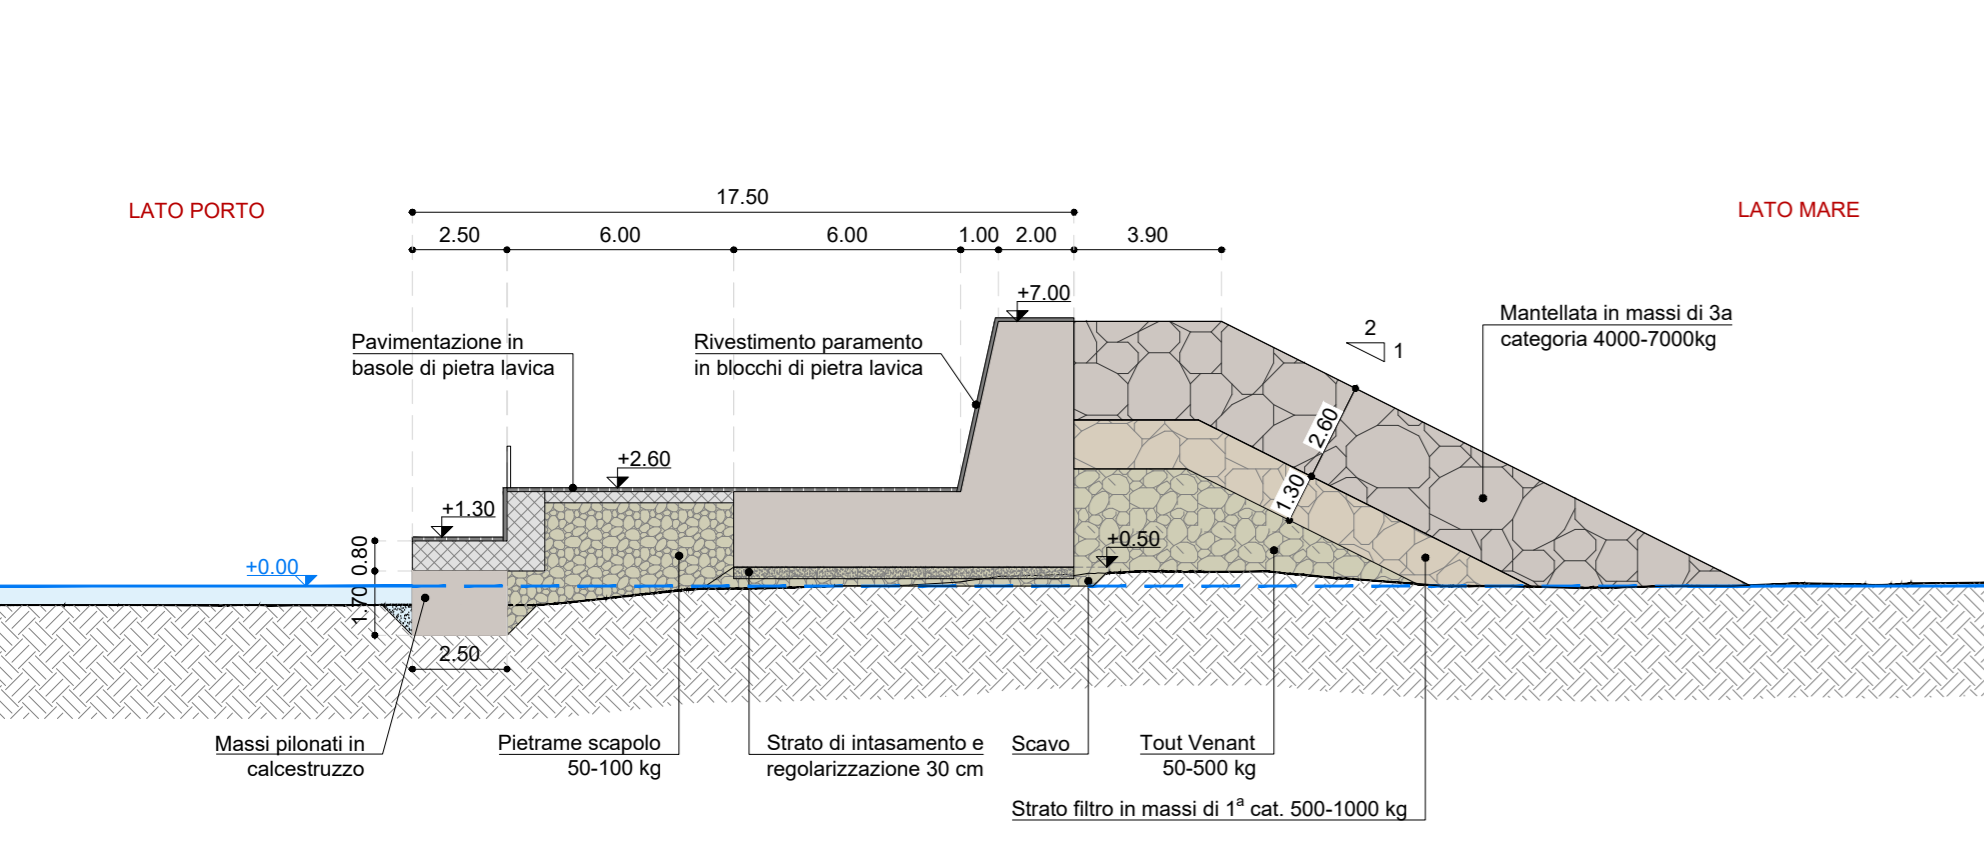 17.50
LATO PORTO
LATO MARE
2.50
6.00
6.00
1.00
2.00
3.90
+7.00
Mantellata in massi di 3a
categoria 4000-7000kg
2
1
Pavimentazione in
basole di pietra lavica
Rivestimento paramento
in blocchi di pietra lavica
2.60
+2.60
1.30
+1.30
+0.50
0.80
+0.00
1.70
2.50
Massi pilonati in
calcestruzzo
Pietrame scapolo
50-100 kg
Strato di intasamento e
regolarizzazione 30 cm
Scavo
Tout Venant
50-500 kg
Strato filtro in massi di 1ª cat. 500-1000 kg